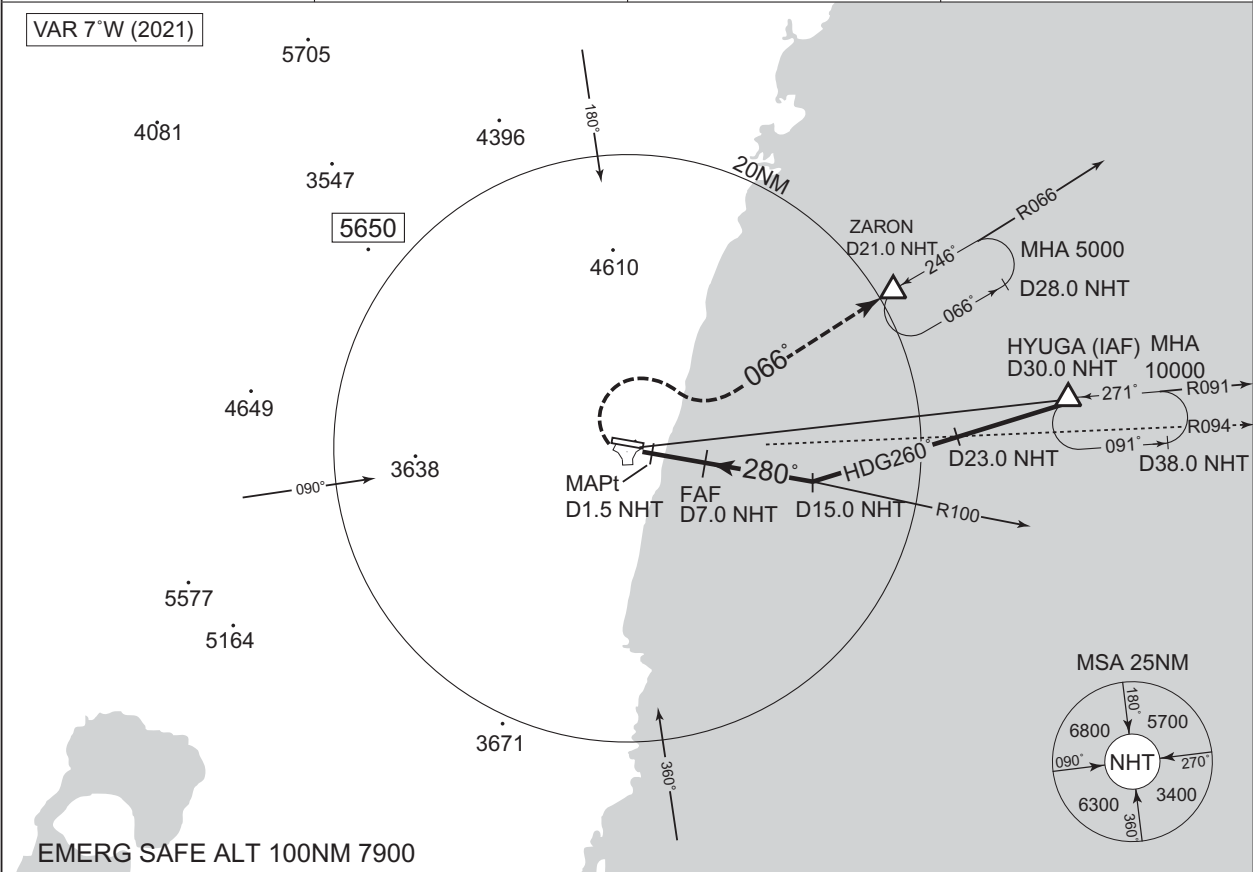 VAR 7°W (2021)
5705
4081
4396
180°
3547
20NM
5650
4610
R066
ZARON
D21.0 NHT
246°
MHA 5000
D28.0 NHT
066°
066°
HYUGA (IAF)
D30.0 NHT
MHA
10000
271°
R091
4649
R094
091°
D38.0 NHT
3638
090°
280°
HDG260°
D23.0 NHT
MAPt
D1.5 NHT
FAF
D7.0 NHT
D15.0 NHT
R100
5577
5164
3671
360°
MSA 25NM
180°
6800
5700
090°
NHT
270°
6300
3400
360°
EMERG SAFE ALT 100NM 7900